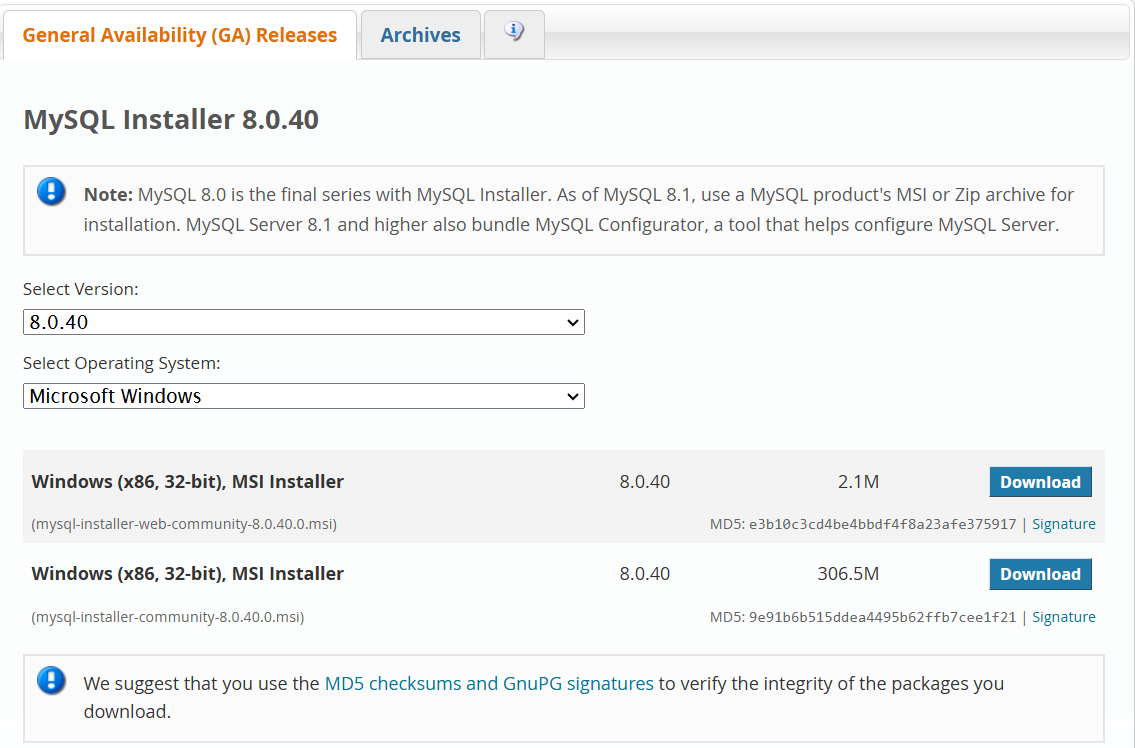 General Availability (GA) Releases
Archives
MySQL Installer 8.0.40
Note: MySQL 8.0 is the final series with MySQL Installer. As of MySQL 8.1, use a MySQL product's MSI or Zip archive for
installation. MySQL Server 8.1 and higher also bundle MySQL Configurator, a tool that helps configure MySQL Server.
Select Version:
8.0.40
Select Operating System:
Microsoft Windows
Windows (x86, 32-bit), MSI Installer 8.0.40 2.1M Download
(mysql-installer-web-community-8.0.40.0.msi) MD5: e3b10c3cd4be4bbdf4f8a23afe375917 | Signature
Windows (x86, 32-bit), MSI Installer 8.0.40 306.5M Download
(mysql-installer-community-8.0.40.0.msi) MD5: 9e91b6b515ddea4495b62ffb7cee1f21 | Signature
We suggest that you use the MD5 checksums and GnuPG signatures to verify the integrity of the packages you
download.